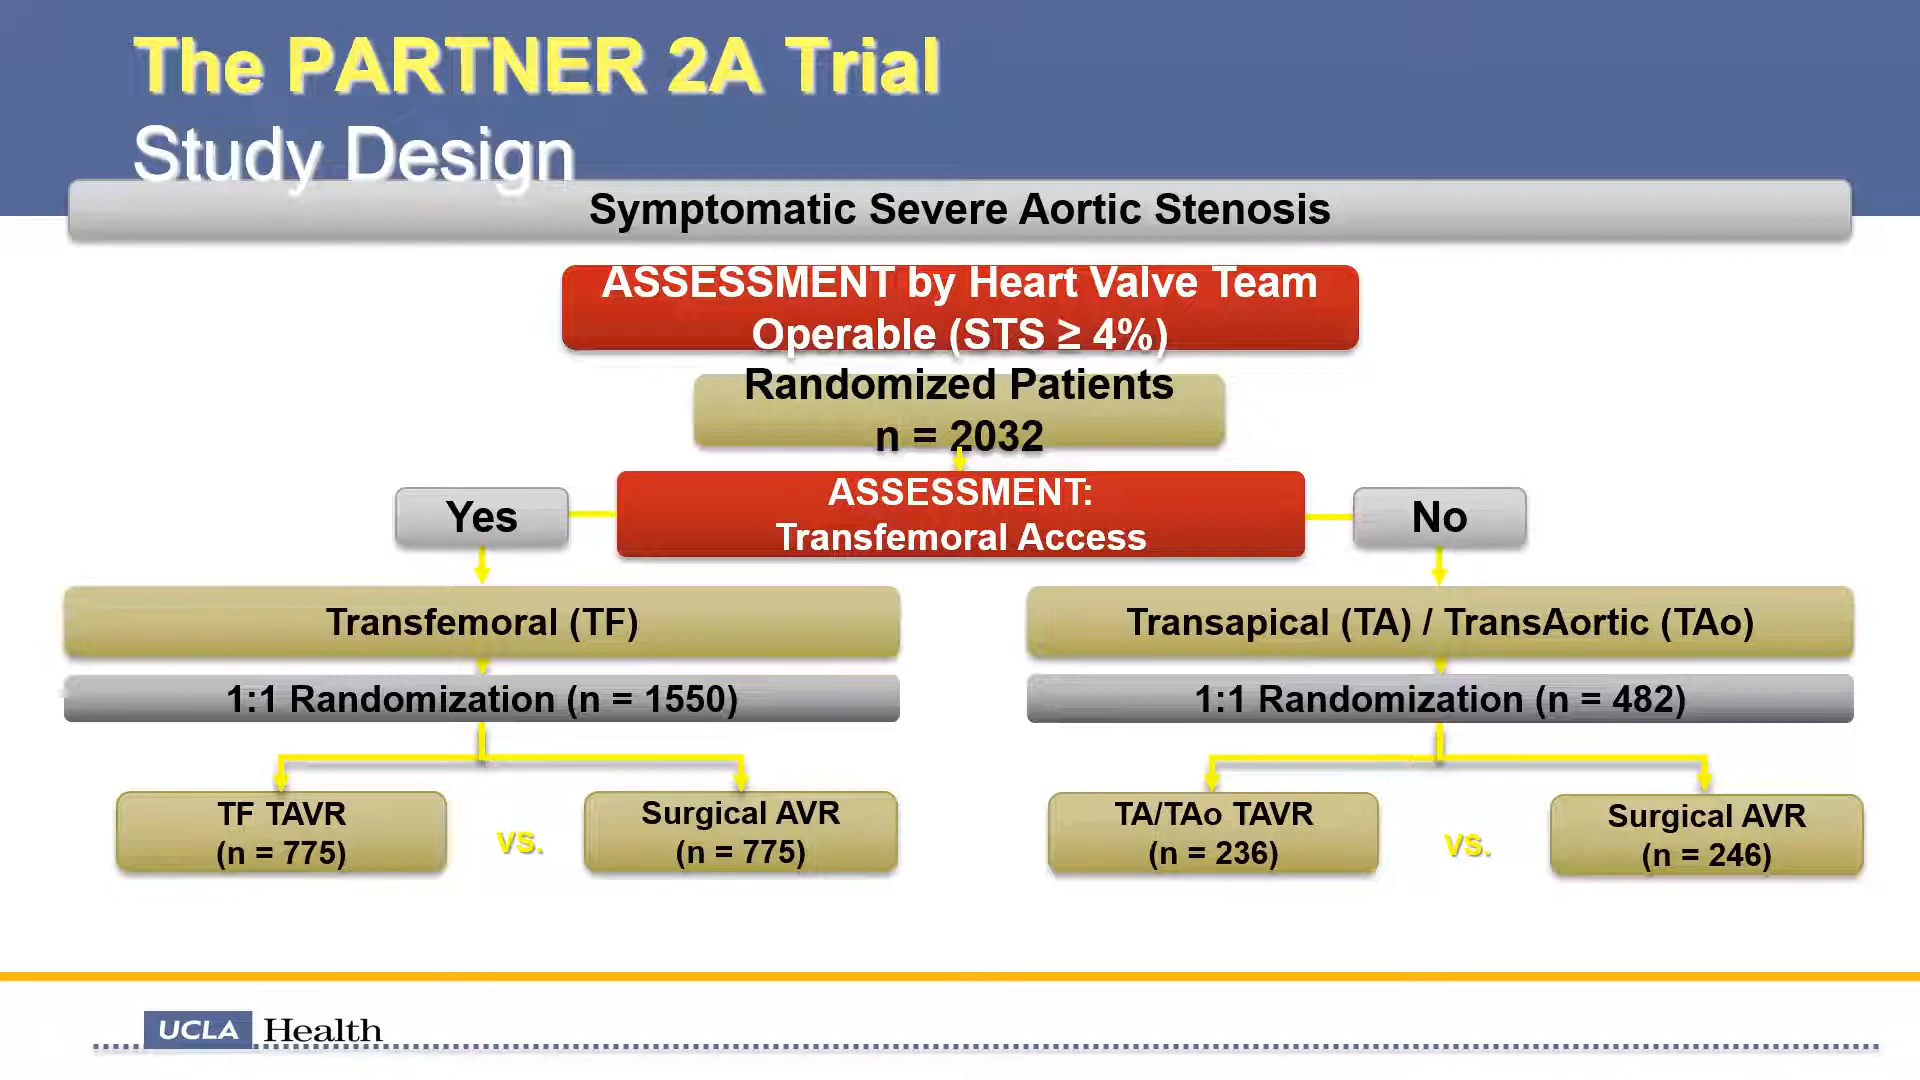 The PARTNER 2A Trial
Study Design
Symptomatic Severe Aortic Stenosis
ASSESSMENT by Heart Valve Team
Operable (STS ≥ 4%)
Randomized Patients
n = 2032
Yes
ASSESSMENT:
Transfemoral Access
No
Transfemoral (TF)
Transapical (TA) / TransAortic (TAo)
1:1 Randomization (n = 1550)
1:1 Randomization (n = 482)
TF TAVR
(n = 775)
vs.
Surgical AVR
(n = 775)
TA/TAo TAVR
(n = 236)
vs.
Surgical AVR
(n = 246)
UCLA Health